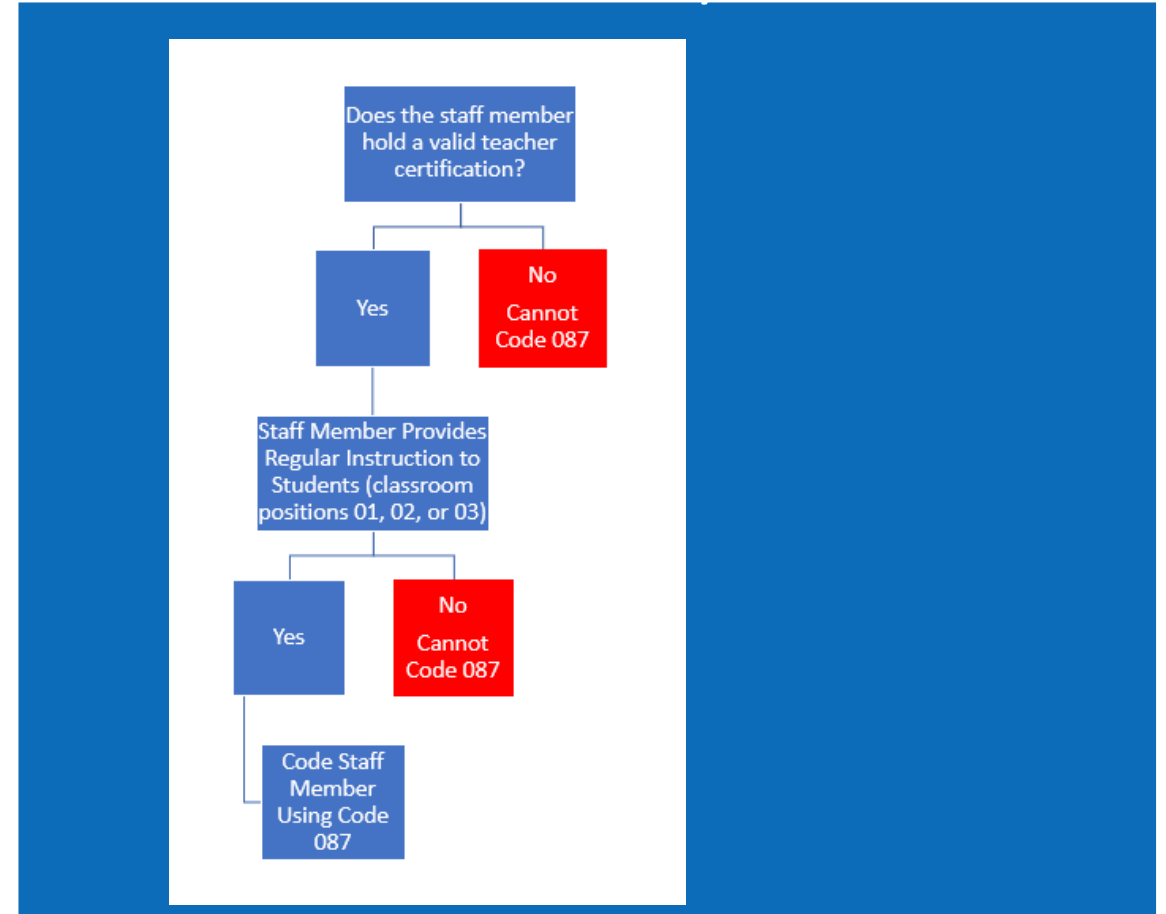 Does the staff member
hold a valid teacher
certification?
Yes
No
Cannot
Code 087
Staff Member Provides
Regular Instruction to
Students (classroom
positions 01, 02, or 03)
Yes
No
Cannot
Code 087
Code Staff
Member
Using Code
087